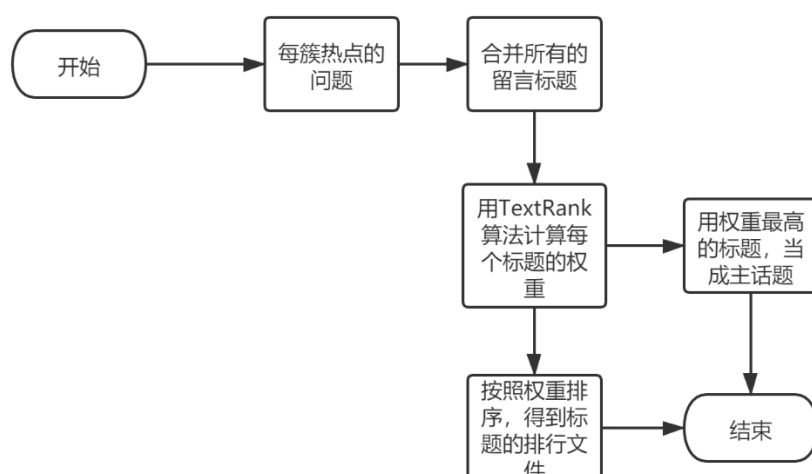 开始
每簇热点的
问题
合并所有的
留言标题
用TextRank
算法计算每
个标题的权
重
用权重最高
的标题，当
成主话题
按照权重排
序，得到标
题的排行文
件
结束